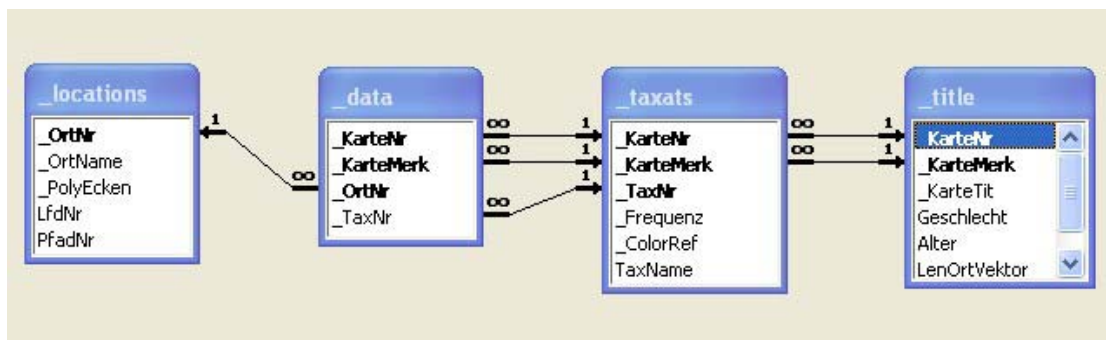 _locations
_OrtNr
_OrtName
_PolyEcken
LfdNr
PfadNr
1
∞
_data
_KarteNr
_KarteMerk
_OrtNr
_TaxNr
∞
1
∞
1
∞
1
_taxats
_KarteNr
_KarteMerk
_TaxNr
_Frequenz
_ColorRef
TaxName
∞
1
∞
1
_title
_KarteNr
_KarteMerk
_KarteTit
Geschlecht
Alter
LenOrtVektor